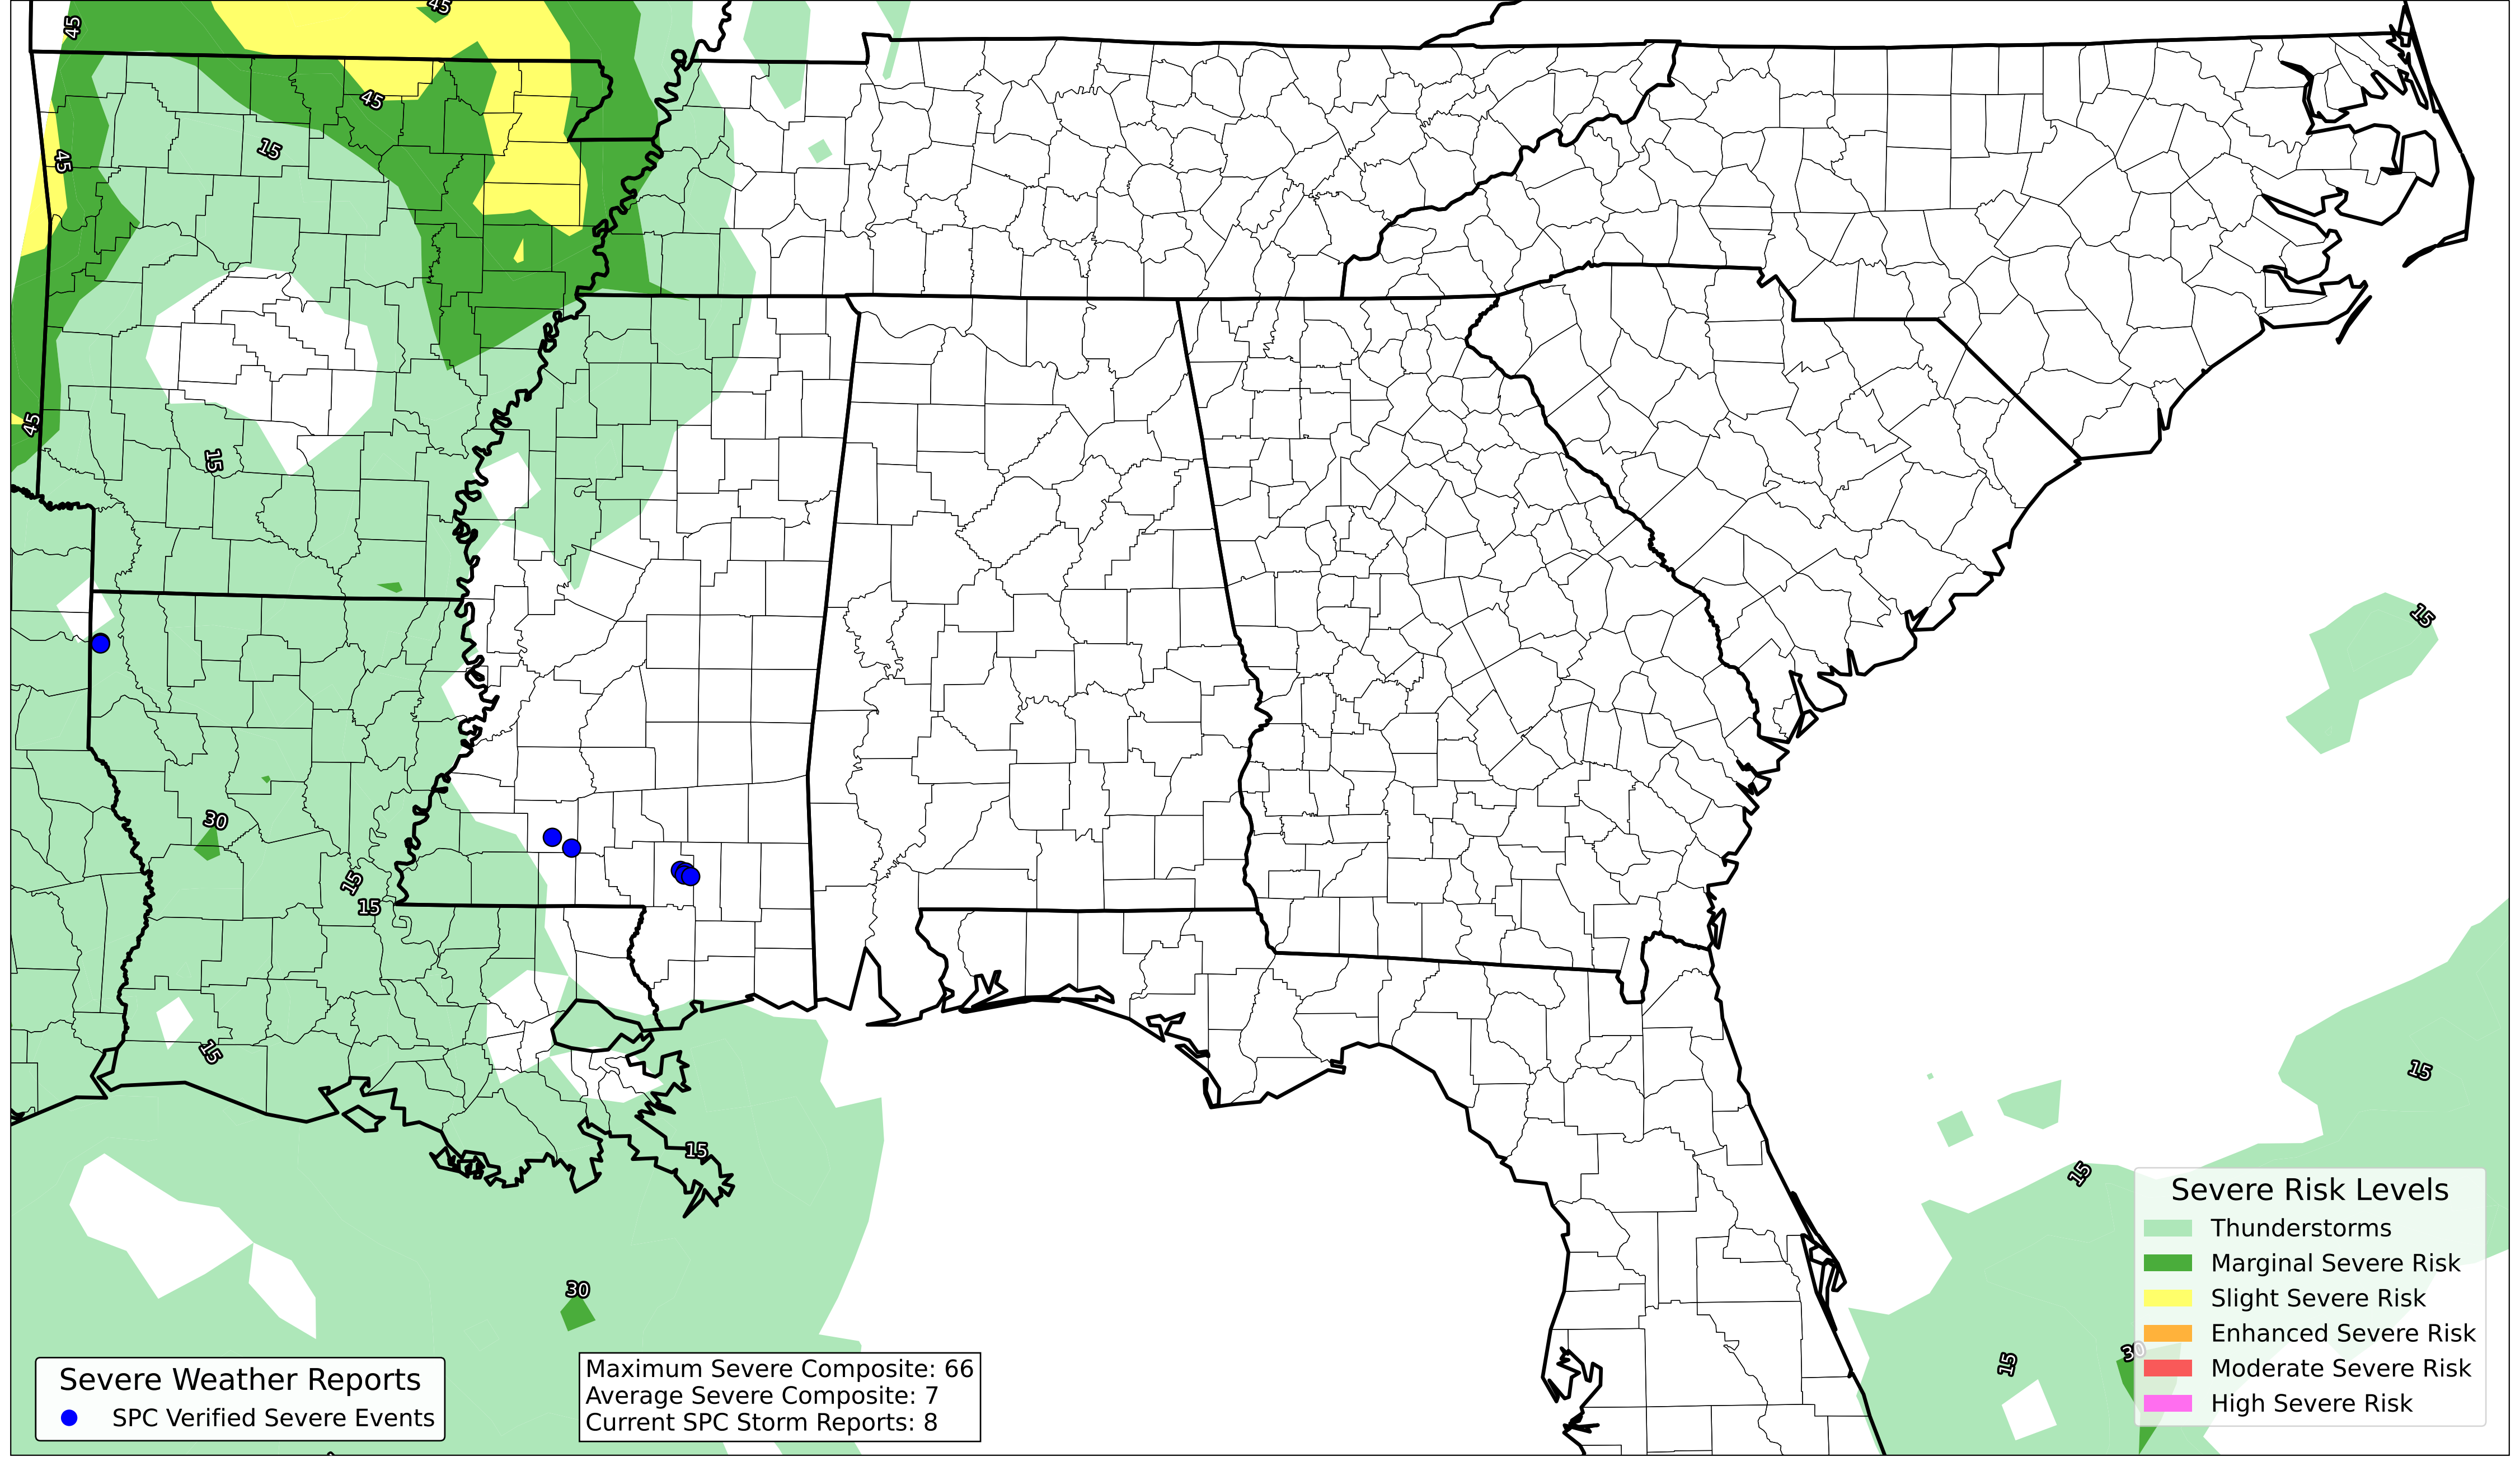 45
45
45
15
45
45
15
15
30
15
15
15
15
15
15
30
30
15
Severe Risk Levels
Thunderstorms
Marginal Severe Risk
Slight Severe Risk
Enhanced Severe Risk
Moderate Severe Risk
High Severe Risk
Severe Weather Reports
SPC Verified Severe Events
Maximum Severe Composite: 66
Average Severe Composite: 7
Current SPC Storm Reports: 8